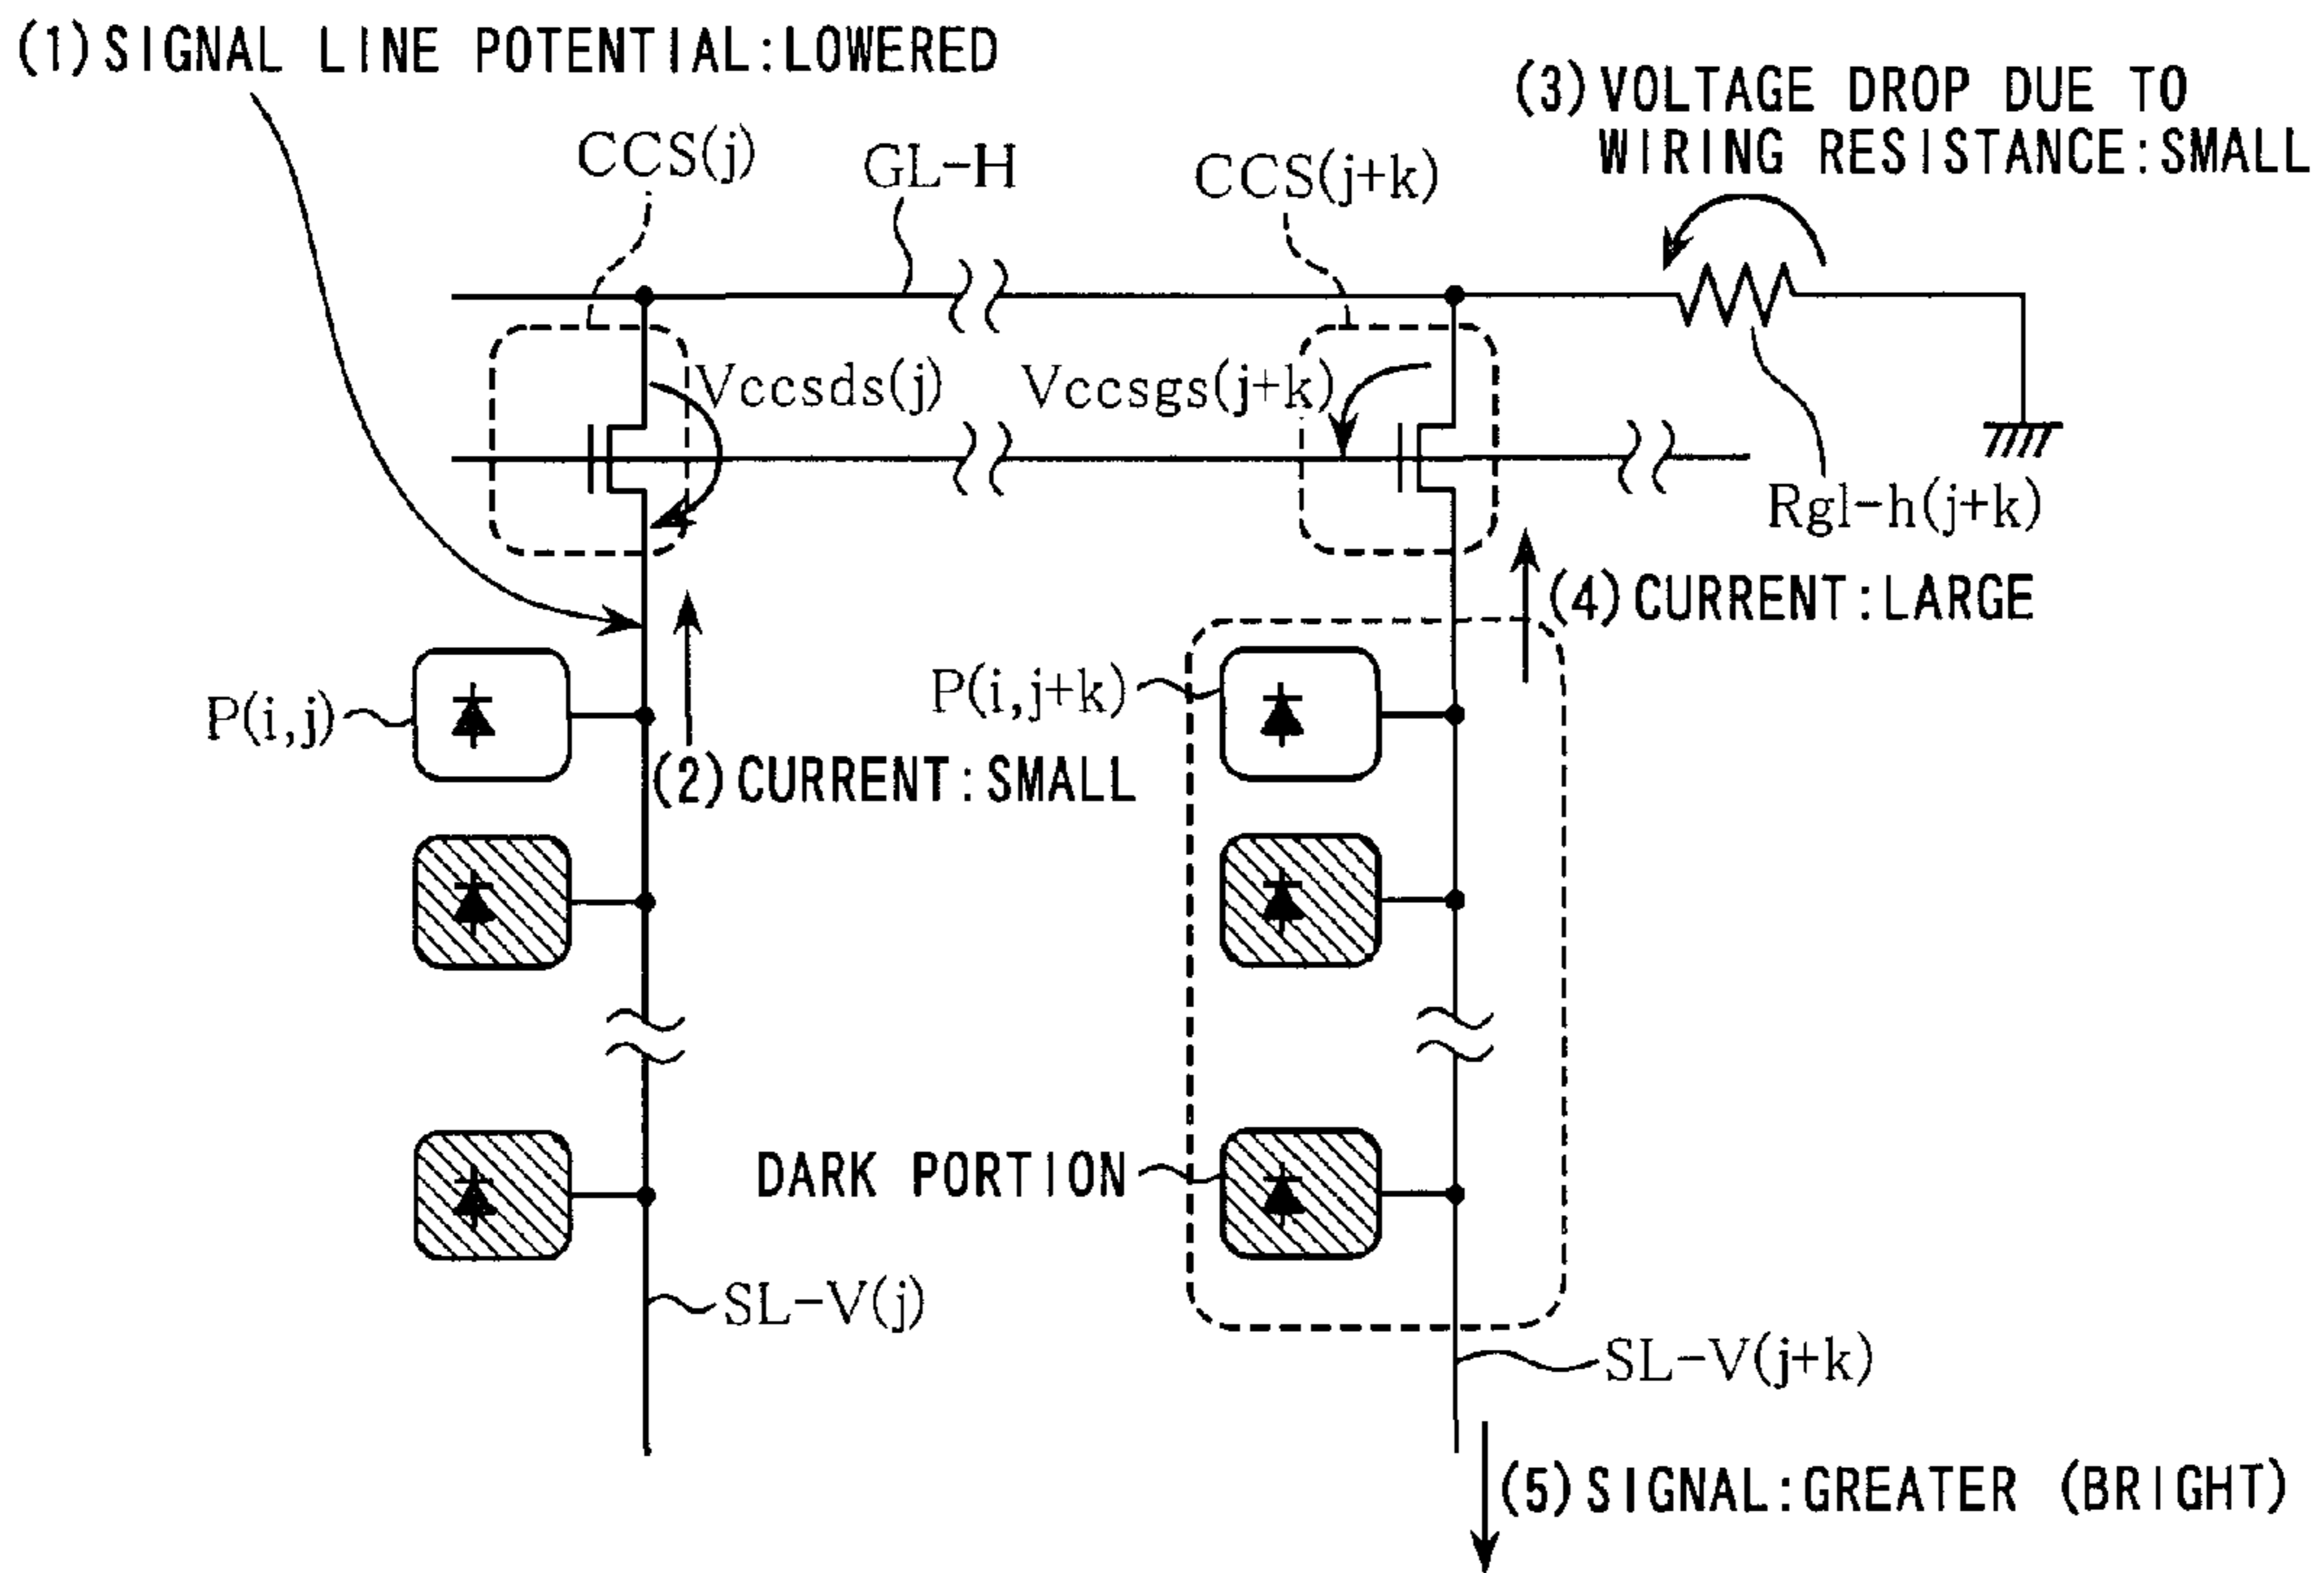 (1)SIGNAL LINE POTENTIAL:LOWERED
(3)VOLTAGE DROP DUE TO
WIRING RESISTANCE:SMALL
CCS(j)
GL-H
CCS(j+k)
Vccsds(j)
Vccsgs(j+k)
Rgl-h(j+k)
(4)CURRENT:LARGE
P(i,j)
P(i,j+k)
(2)CURRENT:SMALL
DARK PORTION
SL-V(j)
SL-V(j+k)
(5)SIGNAL:GREATER (BRIGHT)